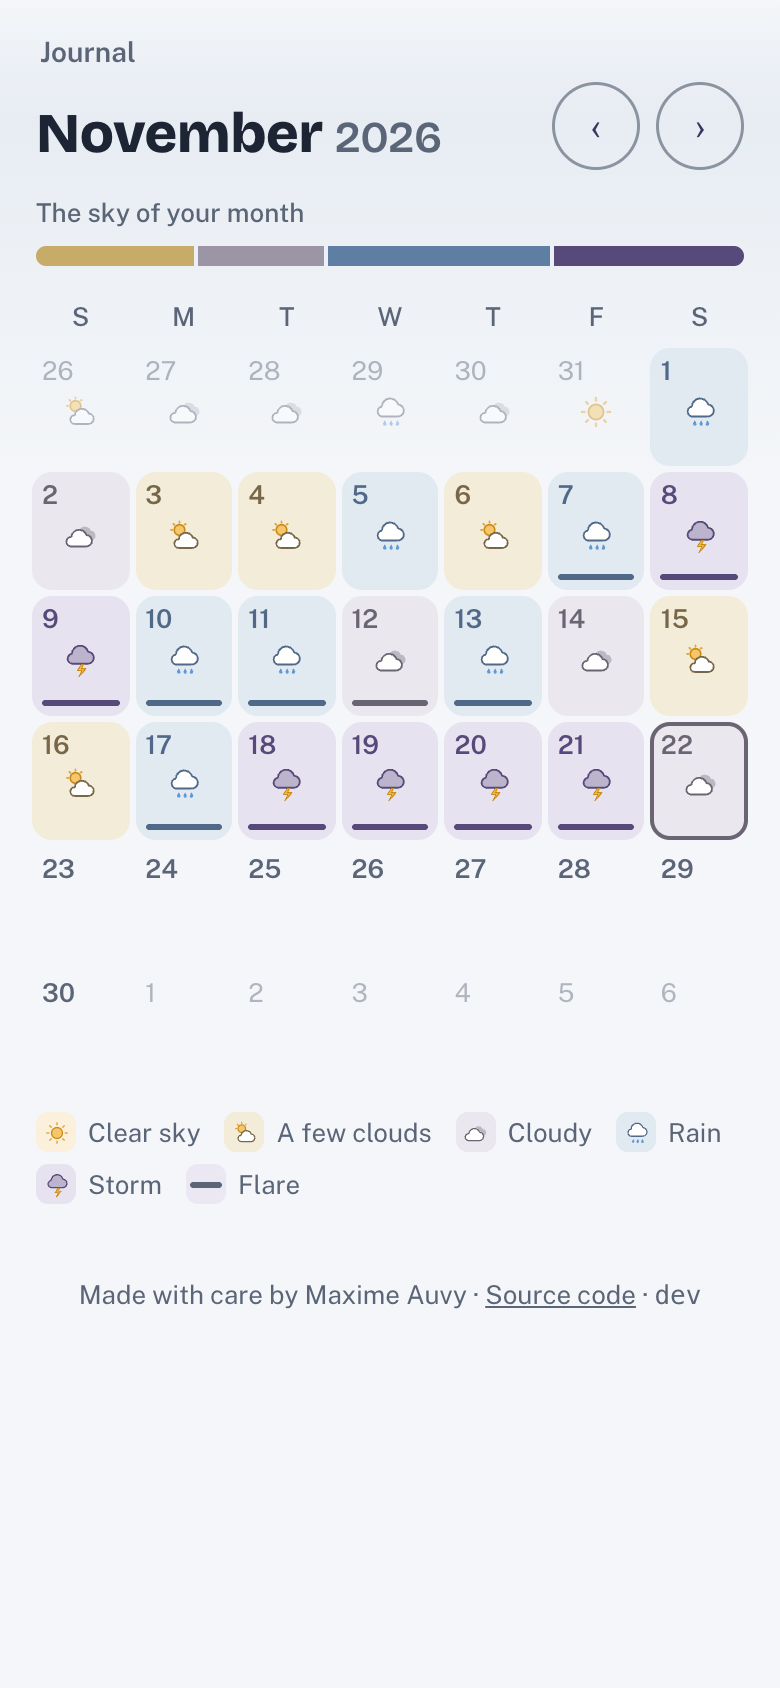 Journal
November 2026
‹ ›
The sky of your month
S M T W T F S
26 27 28 29 30 31 1
2 3 4 5 6 7 8
9 10 11 12 13 14 15
16 17 18 19 20 21 22
23 24 25 26 27 28 29
30 1 2 3 4 5 6
Clear sky A few clouds Cloudy Rain
Storm Flare
Made with care by Maxime Auvy · Source code · dev